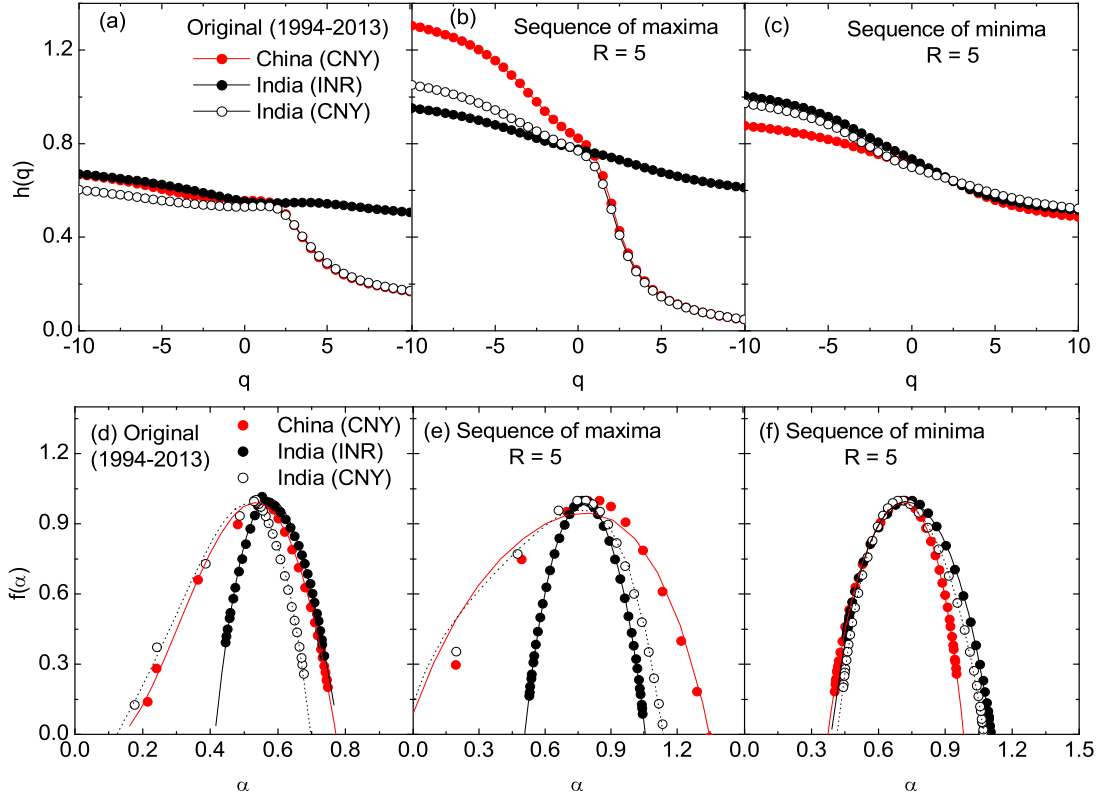 (a)
Original (1994-2013)
China (CNY)
India (INR)
India (CNY)
(b)
Sequence of maxima
R = 5
(c)
Sequence of minima
R = 5
h(q)
1.2
0.8
0.4
0.0
-10 -5 0 5 -10 -5 0 5 -10 -5 0 5 10
q q q
(d) Original
(1994-2013)
China (CNY)
India (INR)
India (CNY)
(e) Sequence of maxima
R = 5
(f) Sequence of minima
R = 5
f(α)
1.2
0.9
0.6
0.3
0.0
0.0 0.2 0.4 0.6 0.8 0.0 0.3 0.6 0.9 1.2 0.0 0.3 0.6 0.9 1.2 1.5
α α α